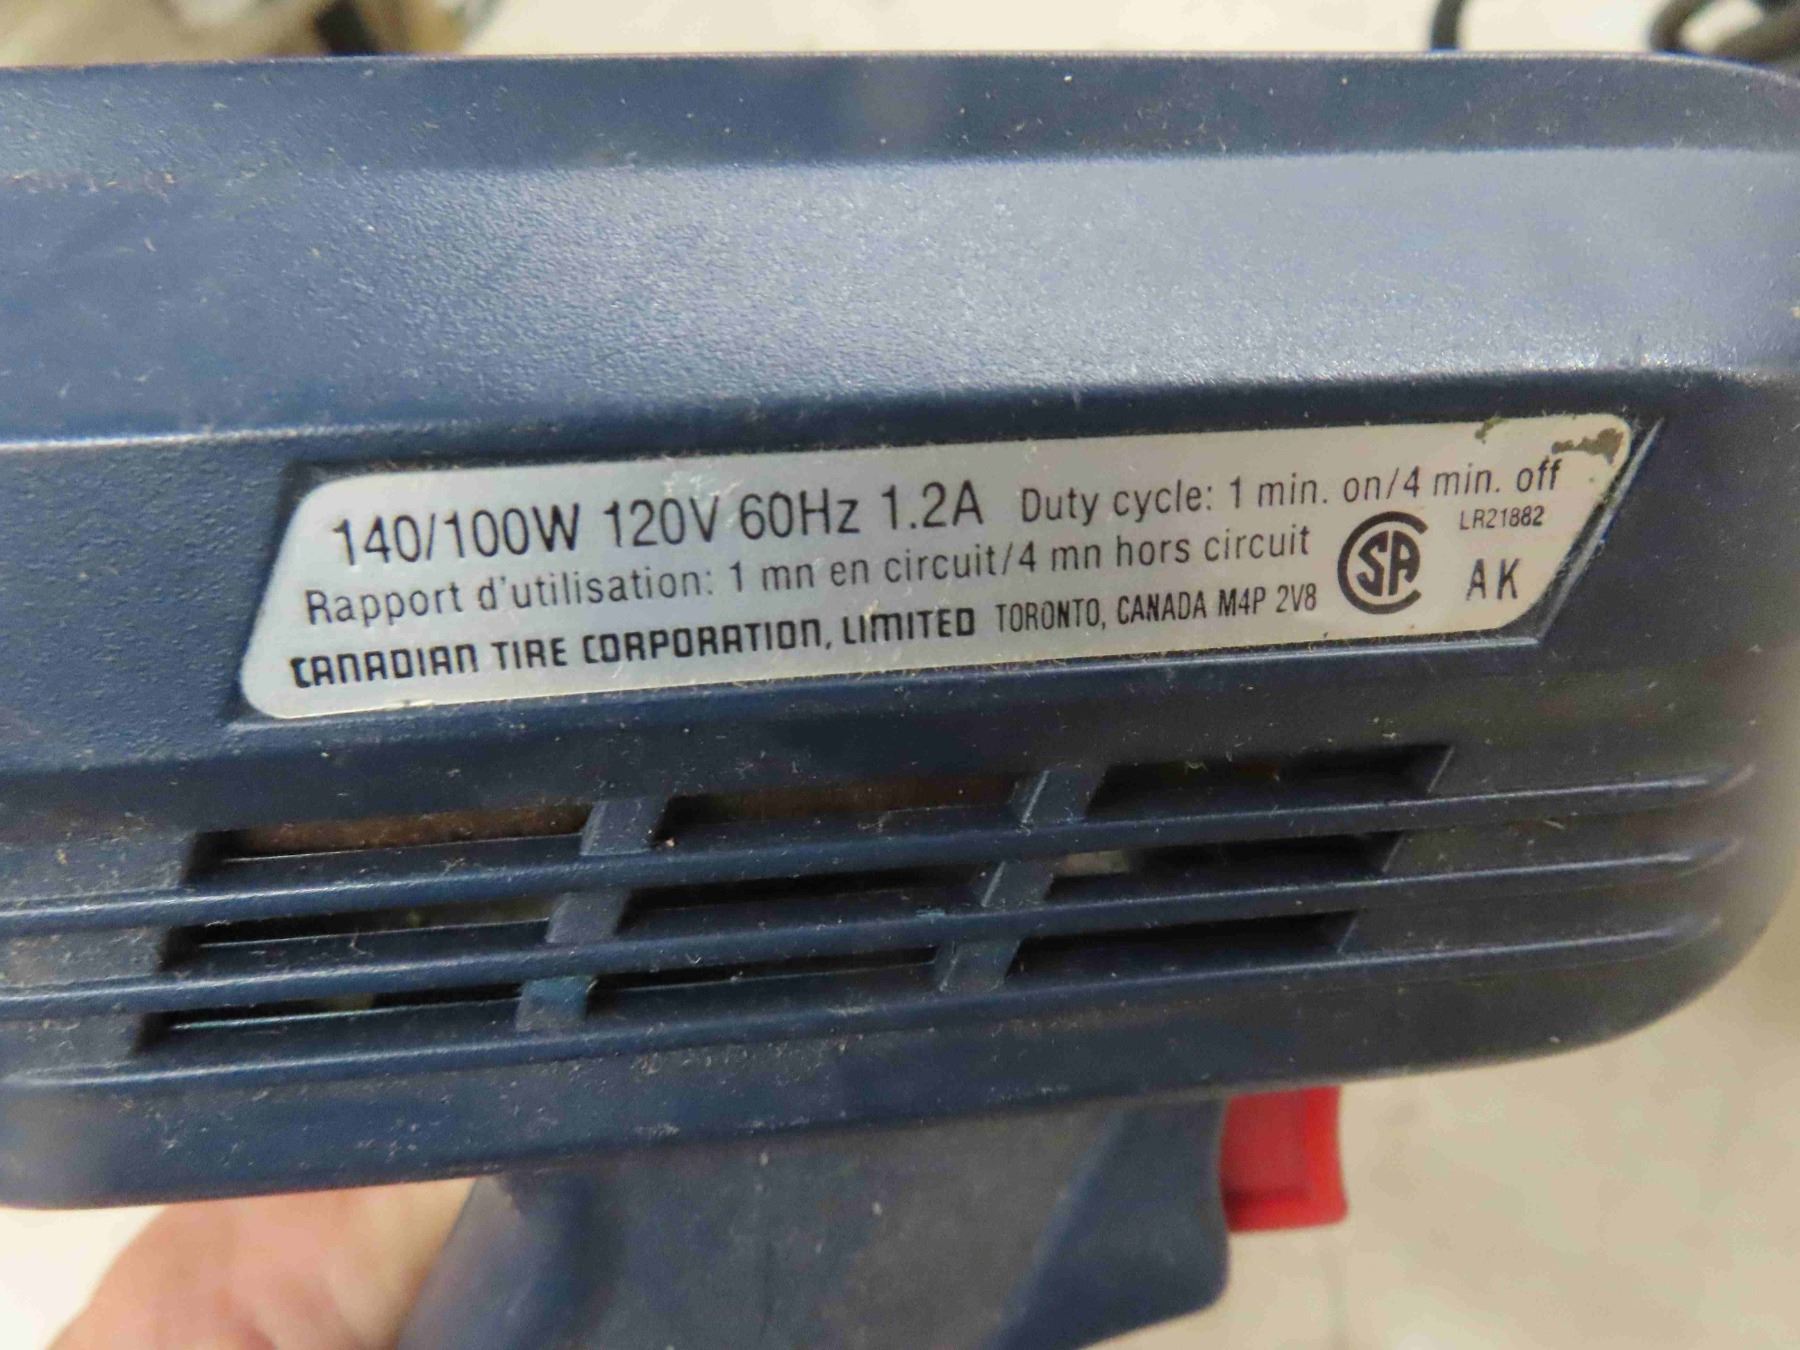 140/100W 120V 60Hz 1.2A Duty cycle: 1 min. on/4 min. off
LR21882
Rapport d'utilisation: 1 mn en circuit/4 mn hors circuit
SA
AK
CANADIAN TIRE CORPORATION, LIMITED TORONTO, CANADA M4P 2V8